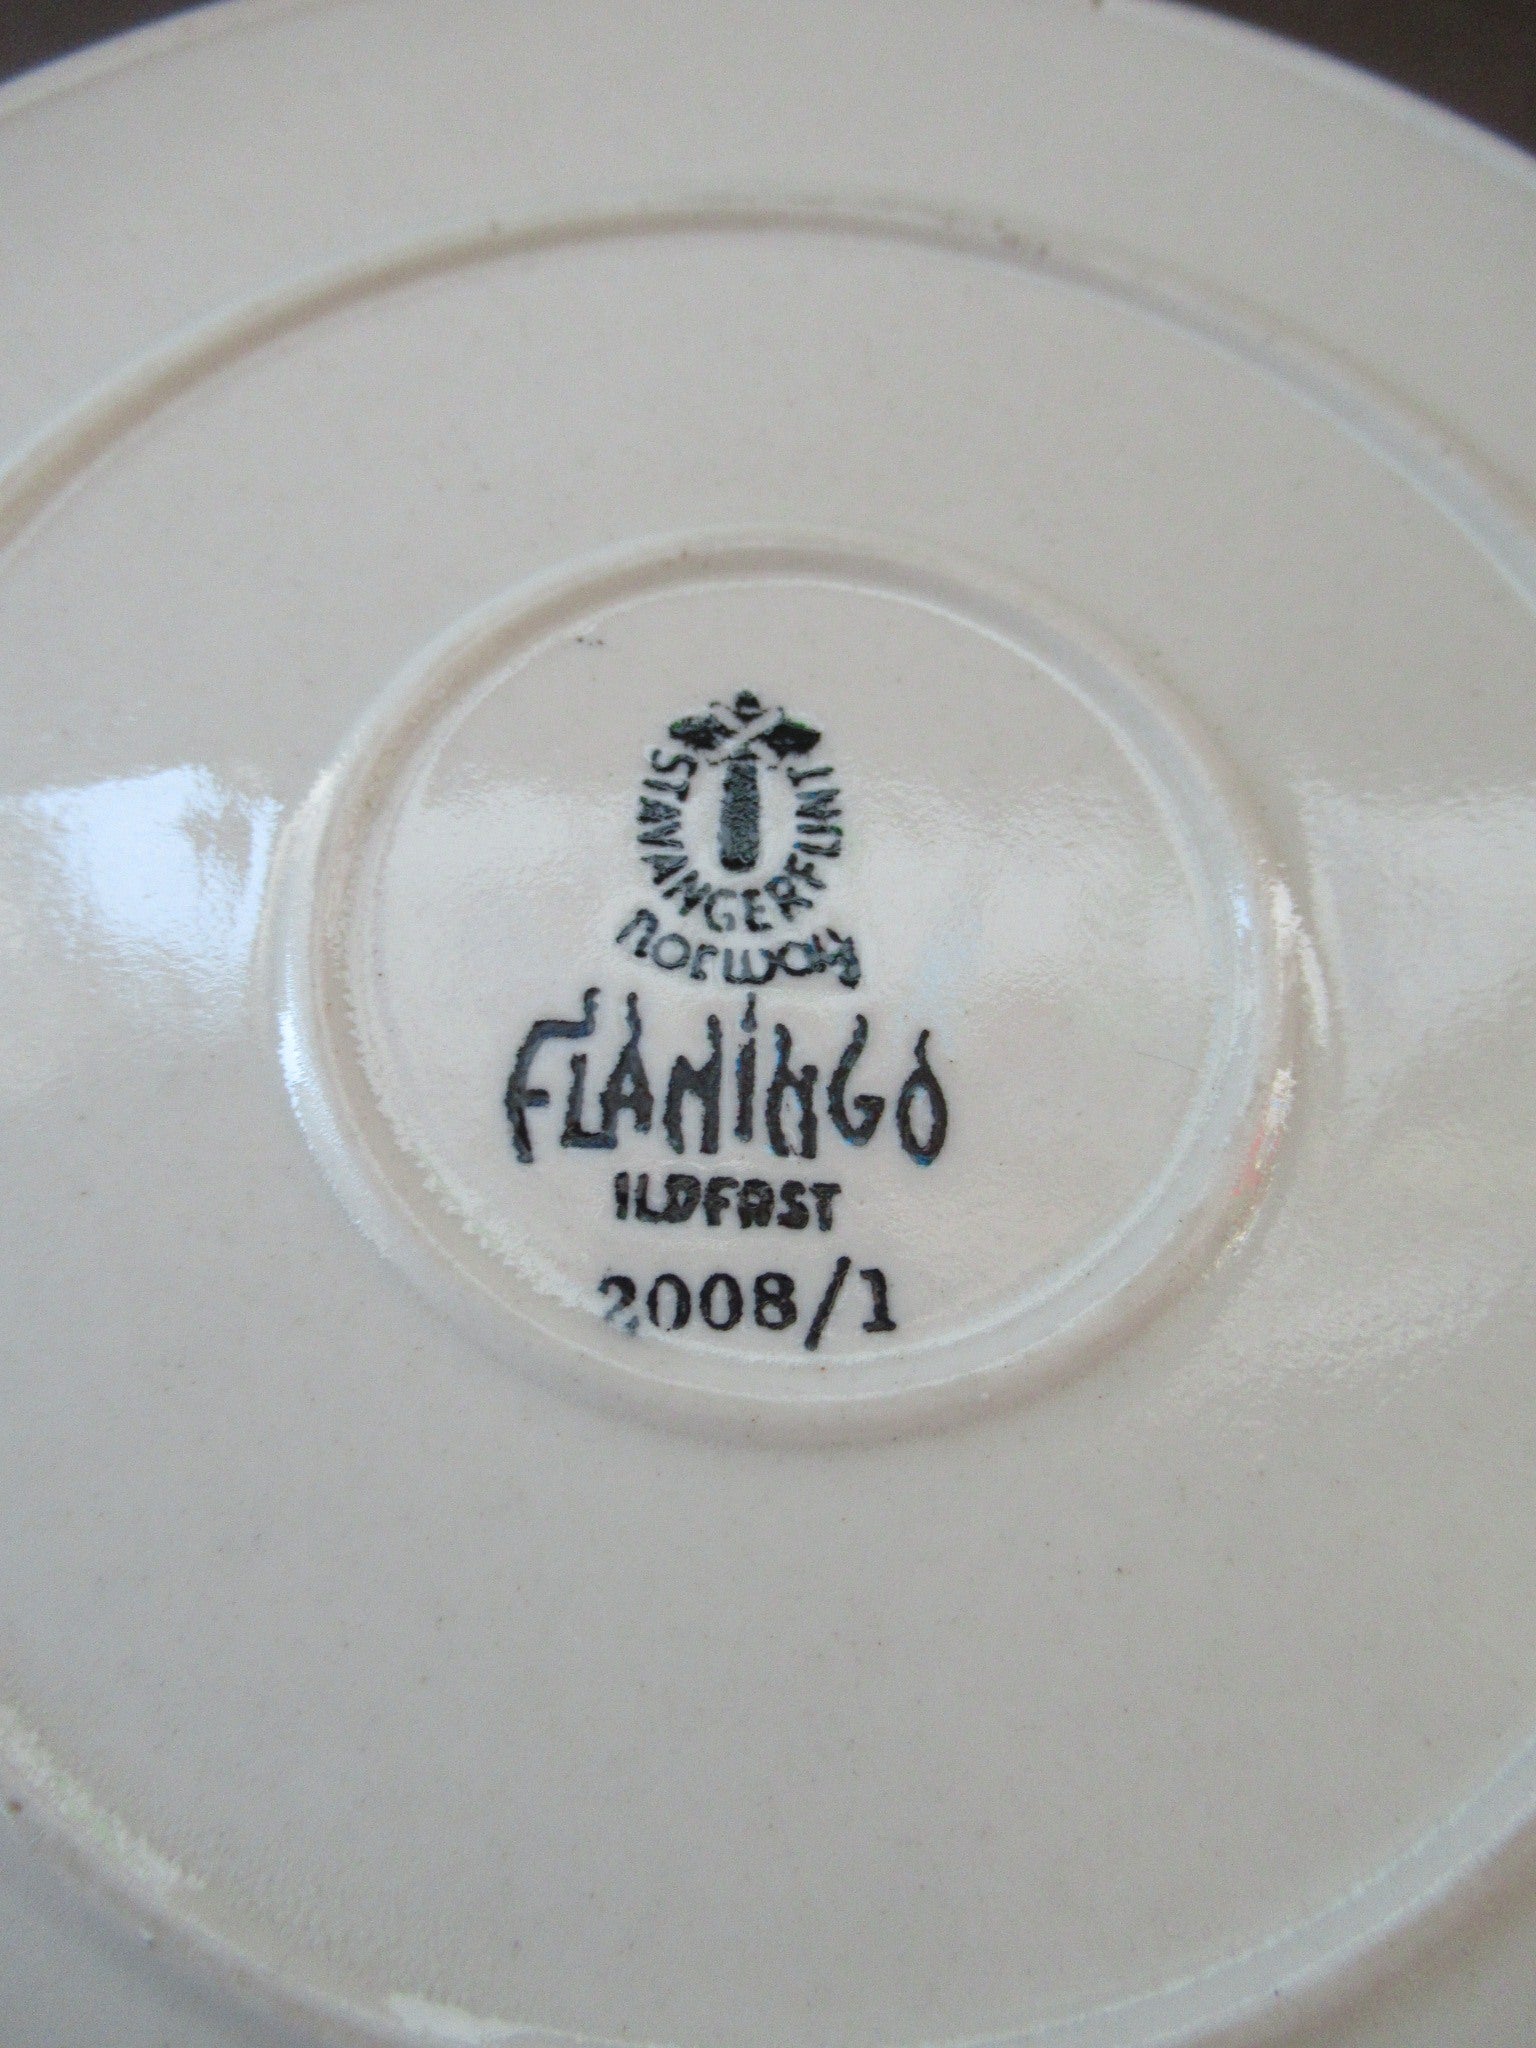 STAVANGERFLINT
norway
FLAMINGO
ILDFAST
2008/1